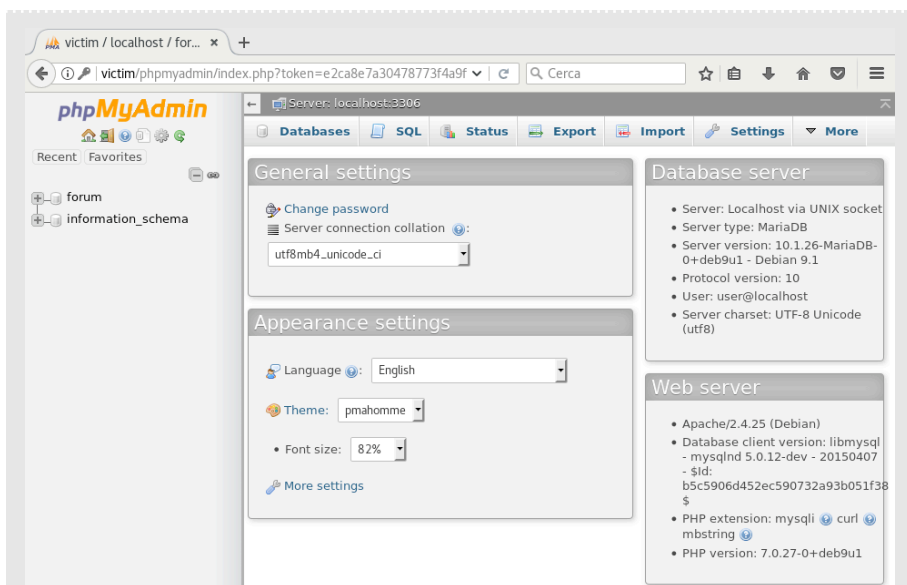 victim / localhost / for... ×
victim/phpmyadmin/index.php?token=e2ca8e7a30478773f4a9f
Cerca
phpMyAdmin
Recent Favorites
forum
information_schema
Server: localhost:3306
Databases SQL Status Export Import Settings More
General settings
Change password
Server connection collation :
utf8mb4_unicode_ci
Appearance settings
Language : English
Theme: pmahomme
• Font size: 82%
More settings
Database server
• Server: Localhost via UNIX socket
• Server type: MariaDB
• Server version: 10.1.26-MariaDB-
0+deb9u1 - Debian 9.1
• Protocol version: 10
• User: user@localhost
• Server charset: UTF-8 Unicode
(utf8)
Web server
• Apache/2.4.25 (Debian)
• Database client version: libmysql
- mysqlnd 5.0.12-dev - 20150407
- $Id:
b5c5906d452ec590732a93b051f38
$
• PHP extension: mysqli curl
mbstring
• PHP version: 7.0.27-0+deb9u1